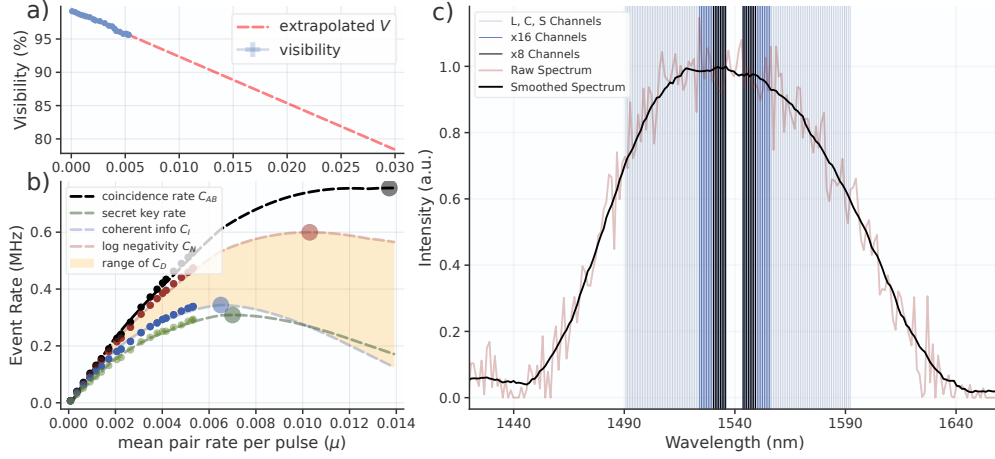 a)
Visibility (%)
95
90
85
80
extrapolated V
visibility
0.000
0.005
0.010
0.015
0.020
0.025
0.030
b)
Event Rate (MHz)
0.6
0.4
0.2
0.0
coincidence rate C_AB
secret key rate
coherent info C_I
log negativity C_N
range of C_D
0.000
0.002
0.004
0.006
0.008
0.010
0.012
0.014
mean pair rate per pulse (μ)
c)
Intensity (a.u.)
1.0
0.8
0.6
0.4
0.2
0.0
L, C, S Channels
x16 Channels
x8 Channels
Raw Spectrum
Smoothed Spectrum
1440
1490
1540
1590
1640
Wavelength (nm)